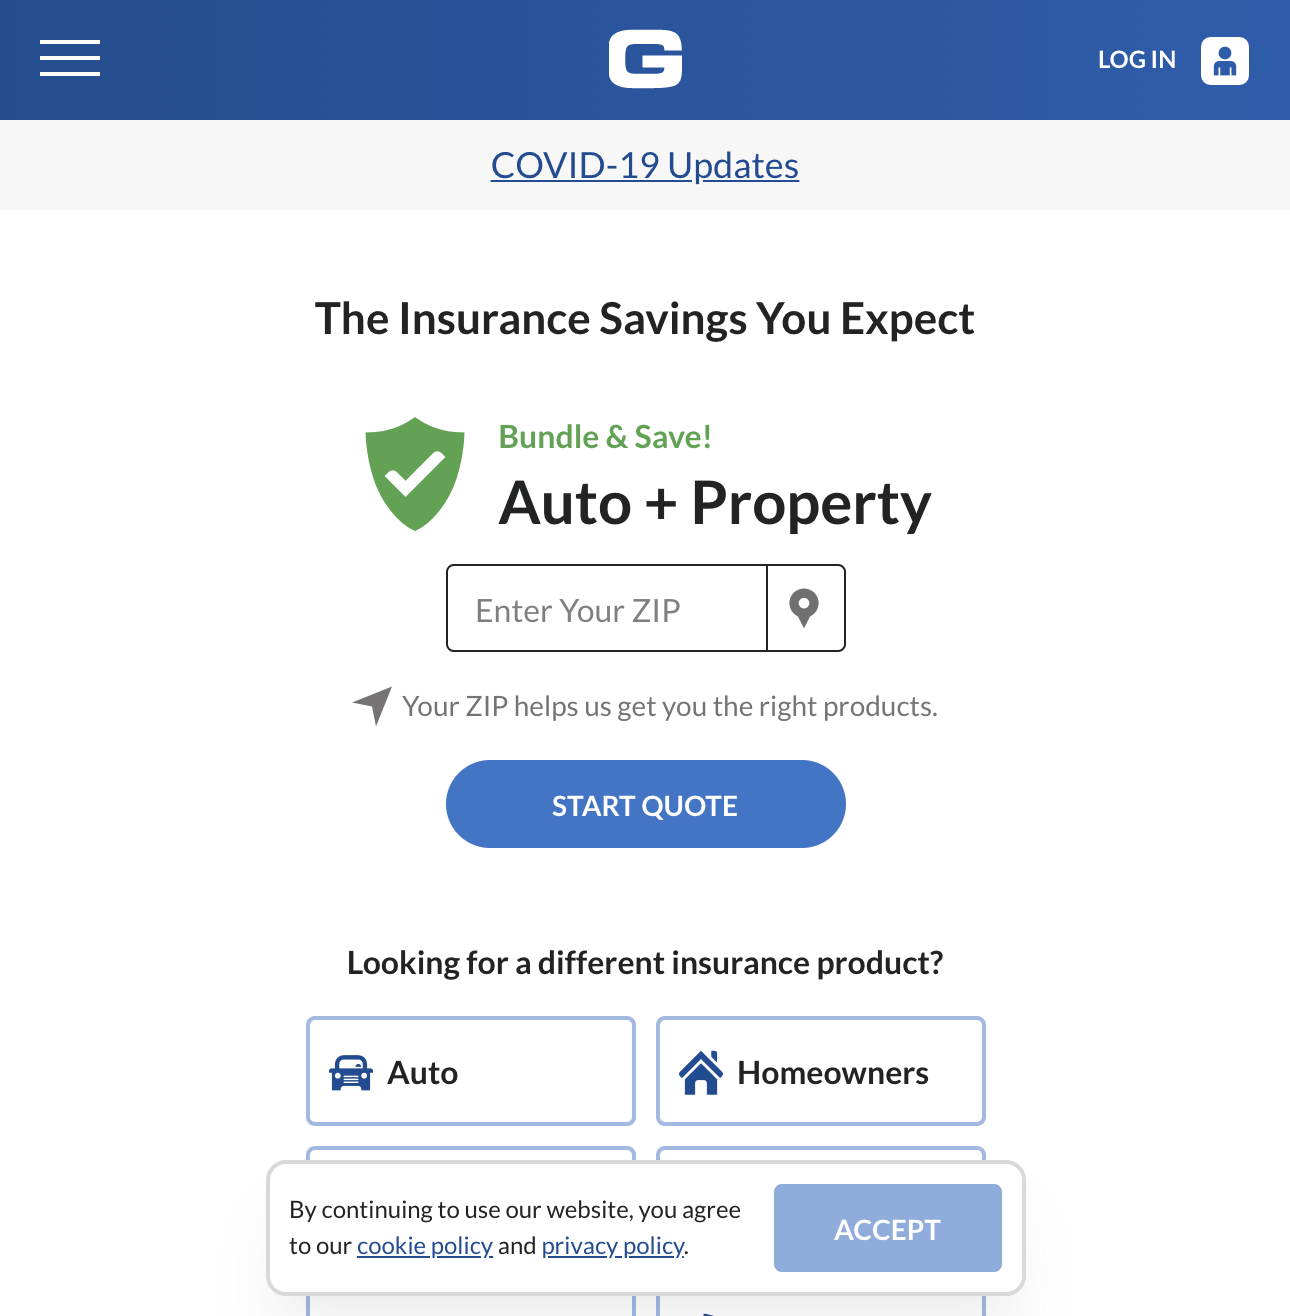 G
LOG IN
COVID-19 Updates
The Insurance Savings You Expect
Bundle & Save!
Auto + Property
Enter Your ZIP
Your ZIP helps us get you the right products.
START QUOTE
Looking for a different insurance product?
Auto
Homeowners
By continuing to use our website, you agree
to our cookie policy and privacy policy.
ACCEPT